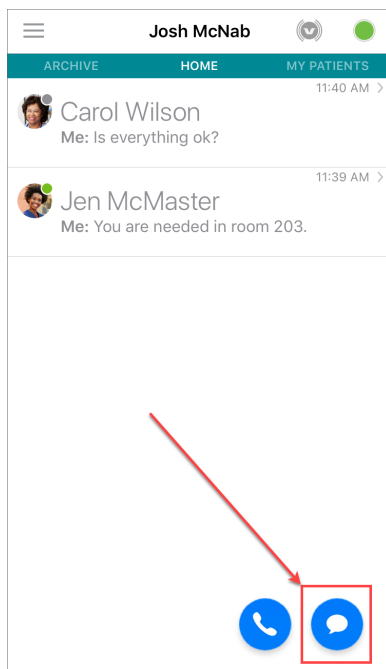 Josh McNab
ARCHIVE HOME MY PATIENTS
11:40 AM
Carol Wilson
Me: Is everything ok?
11:39 AM
Jen McMaster
Me: You are needed in room 203.